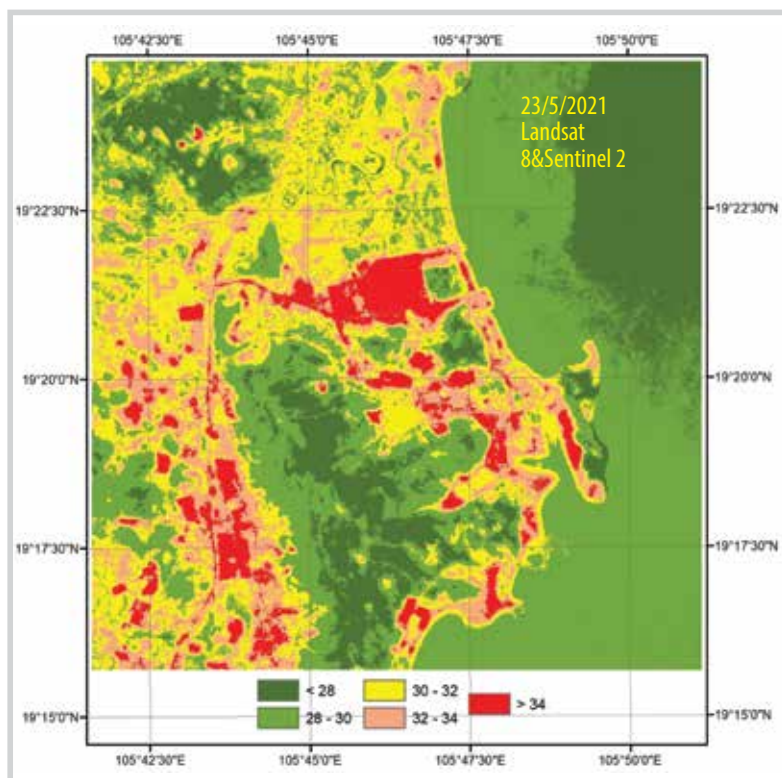 105°42'30"E 105°45'0"E 105°47'30"E 105°50'0"E
23/5/2021
Landsat
8&Sentinel 2
19°22'30"N 19°22'30"N
19°20'0"N 19°20'0"N
19°17'30"N 19°17'30"N
< 28 30 - 32 > 34
28 - 30 32 - 34
19°15'0"N 19°15'0"N
105°42'30"E 105°45'0"E 105°47'30"E 105°50'0"E